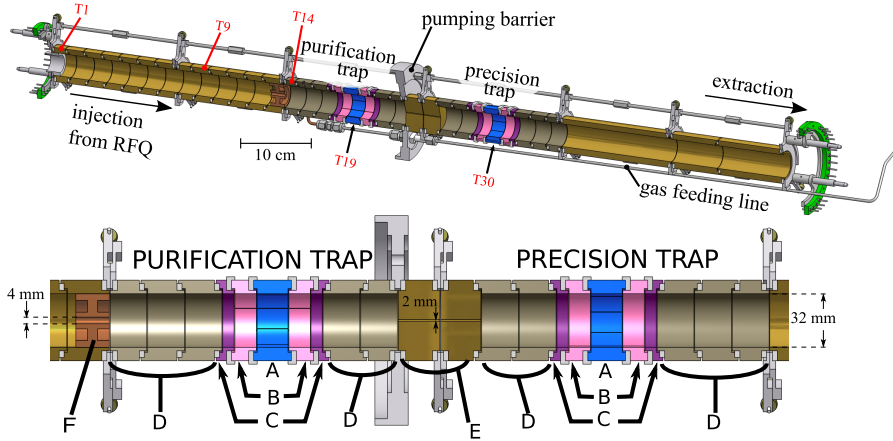 T1
T9
T14
purification
trap
pumping barrier
precision
trap
extraction
injection
from RFQ
10 cm
T19
T30
gas feeding line
PURIFICATION TRAP
PRECISION TRAP
4 mm
2 mm
32 mm
A
A
B
B
C
C
D
D
D
D
E
F